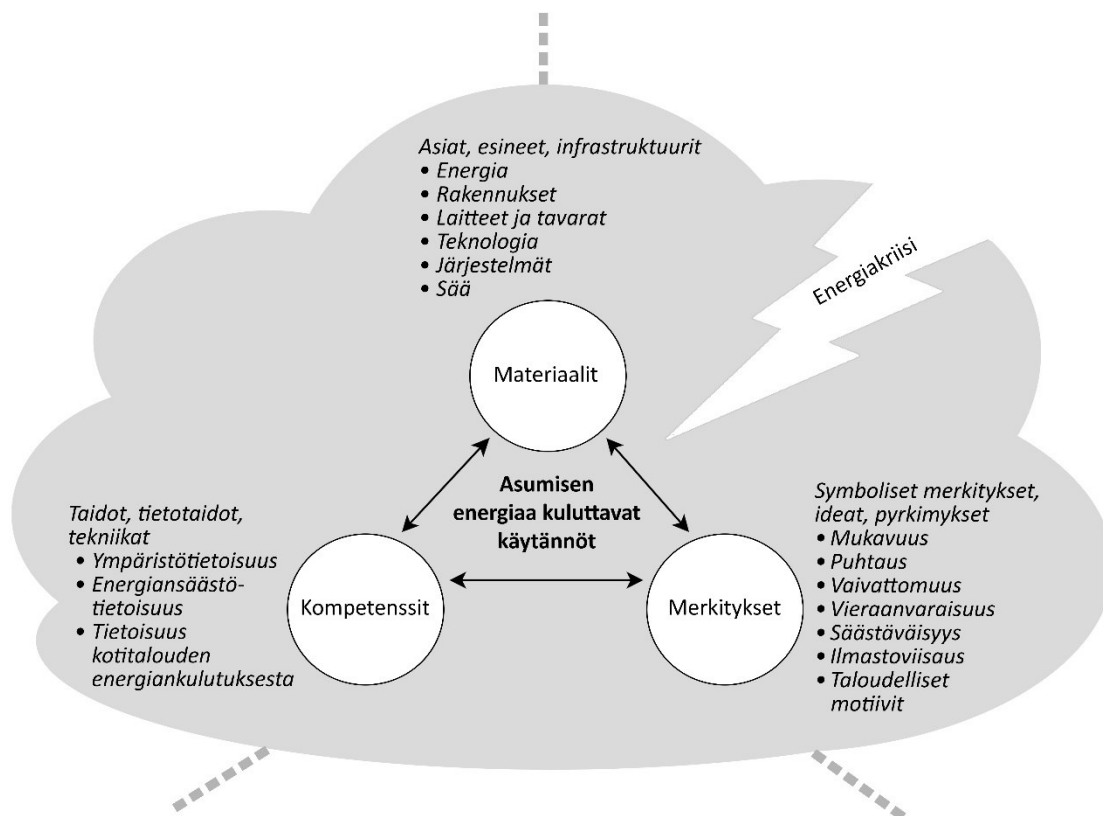 Asiat, esineet, infrastruktuurit
• Energia
• Rakennukset
• Laitteet ja tavarat
• Teknologia
• Järjestelmät
• Sää
Energiakriisi
Materiaalit
Asumisen
energiaa kuluttavat
käytännöt
Taidot, tietotaidot,
tekniikat
• Ympäristötietoisuus
• Energiansäästö-
tietoisuus
• Tietoisuus
kotitalouden
energiankulutuksesta
Kompetenssit
Merkitykset
Symboliset merkitykset,
ideat, pyrkimykset
• Mukavuus
• Puhtaus
• Vaivattomuus
• Vieraanvaraisuus
• Säästäväisyys
• Ilmastoviisaus
• Taloudelliset
motiivit